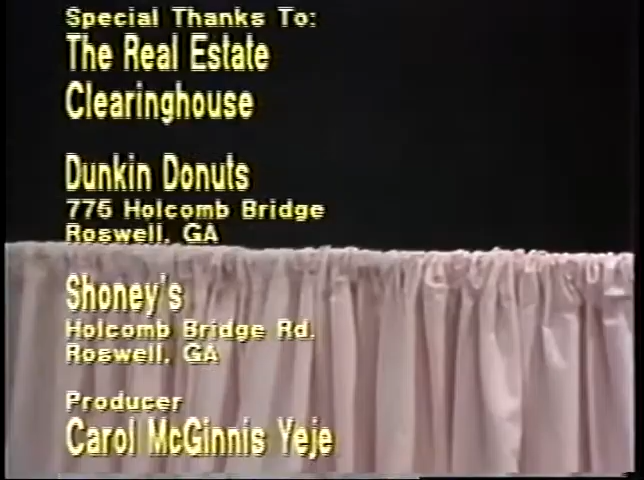 Special Thanks To:
The Real Estate
Clearinghouse
Dunkin Donuts
775 Holcomb Bridge
Roswell, GA
Shoney's
Holcomb Bridge Rd.
Roswell, GA
Producer
Carol McGinnis Yeje